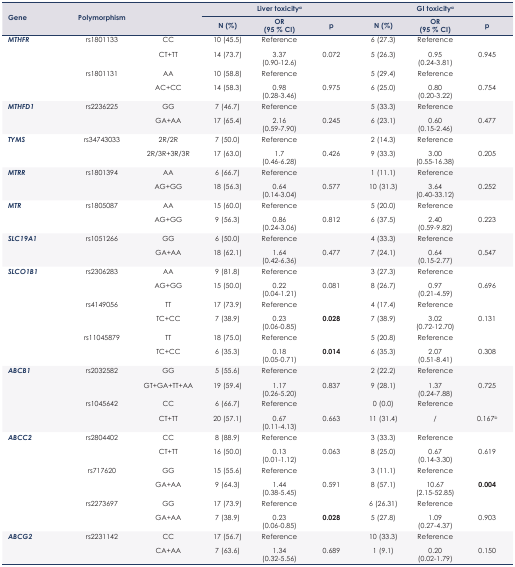 Gene Polymorphism Liver toxicityᵃ GI toxicityᵃ
N (%) OR (95 % CI) p N (%) OR (95 % CI) p
MTHFR rs1801133 CC 10 (45.5) Reference 6 (27.3) Reference
CT+TT 14 (73.7) 3.37 (0.90-12.6) 0.072 5 (26.3) 0.95 (0.24-3.81) 0.945
rs1801131 AA 10 (58.8) Reference 5 (29.4) Reference
AC+CC 14 (58.3) 0.98 (0.28-3.46) 0.975 6 (25.0) 0.80 (0.20-3.22) 0.754
MTHFD1 rs2236225 GG 7 (46.7) Reference 5 (33.3) Reference
GA+AA 17 (65.4) 2.16 (0.59-7.90) 0.245 6 (23.1) 0.60 (0.15-2.46) 0.477
TYMS rs34743033 2R/2R 7 (50.0) Reference 2 (14.3) Reference
2R/3R+3R/3R 17 (63.0) 1.7 (0.46-6.28) 0.426 9 (33.3) 3.00 (0.55-16.38) 0.205
MTRR rs1801394 AA 6 (66.7) Reference 1 (11.1) Reference
AG+GG 18 (56.3) 0.64 (0.14-3.04) 0.577 10 (31.3) 3.64 (0.40-33.12) 0.252
MTR rs1805087 AA 15 (60.0) Reference 5 (20.0) Reference
AG+GG 9 (56.3) 0.86 (0.24-3.06) 0.812 6 (37.5) 2.40 (0.59-9.82) 0.223
SLC19A1 rs1051266 GG 6 (50.0) Reference 4 (33.3) Reference
GA+AA 18 (62.1) 1.64 (0.42-6.36) 0.477 7 (24.1) 0.64 (0.15-2.77) 0.547
SLCO1B1 rs2306283 AA 9 (81.8) Reference 3 (27.3) Reference
AG+GG 15 (50.0) 0.22 (0.04-1.21) 0.081 8 (26.7) 0.97 (0.21-4.59) 0.696
rs4149056 TT 17 (73.9) Reference 4 (17.4) Reference
TC+CC 7 (38.9) 0.23 (0.06-0.85) 0.028 7 (38.9) 3.02 (0.72-12.70) 0.131
rs11045879 TT 18 (75.0) Reference 5 (20.8) Reference
TC+CC 6 (35.3) 0.18 (0.05-0.71) 0.014 6 (35.3) 2.07 (0.51-8.41) 0.308
ABCB1 rs2032582 GG 5 (55.6) Reference 2 (22.2) Reference
GT+GA+TT+AA 19 (59.4) 1.17 (0.26-5.20) 0.837 9 (28.1) 1.37 (0.24-7.88) 0.725
rs1045642 CC 6 (66.7) Reference 0 (0.0) Reference
CT+TT 20 (57.1) 0.67 (0.11-4.13) 0.663 11 (31.4) / 0.167ᵇ
ABCC2 rs2804402 CC 8 (88.9) Reference 3 (33.3) Reference
CT+TT 16 (50.0) 0.13 (0.01-1.12) 0.063 8 (25.0) 0.67 (0.14-3.30) 0.619
rs717620 GG 15 (55.6) Reference 3 (11.1) Reference
GA+AA 9 (64.3) 1.44 (0.38-5.45) 0.591 8 (57.1) 10.67 (2.15-52.85) 0.004
rs2273697 GG 17 (73.9) Reference 6 (26.31) Reference
GA+AA 7 (38.9) 0.23 (0.06-0.85) 0.028 5 (27.8) 1.09 (0.27-4.37) 0.903
ABCG2 rs2231142 CC 17 (56.7) Reference 10 (33.3) Reference
CA+AA 7 (63.6) 1.34 (0.32-5.56) 0.689 1 (9.1) 0.20 (0.02-1.79) 0.150